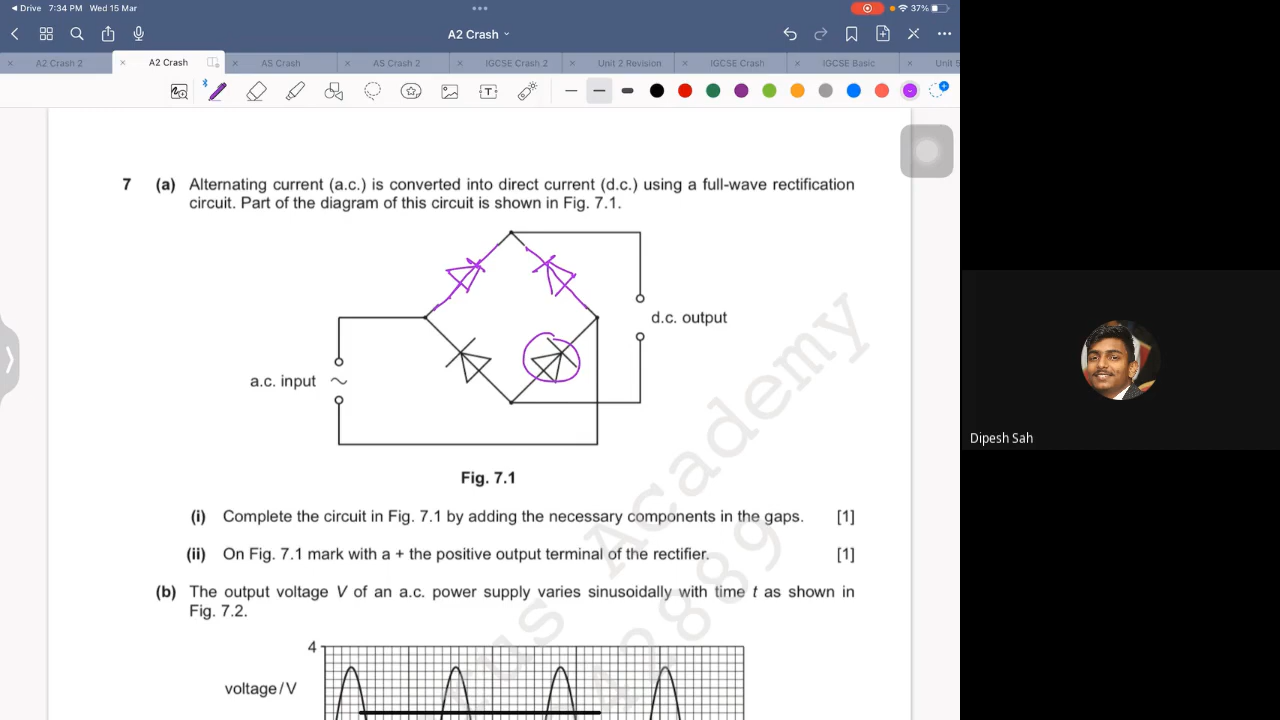 Drive 7:34 PM Wed 15 Mar 37%
A2 Crash
A2 Crash 2 A2 Crash AS Crash AS Crash 2 IGCSE Crash 2 Unit 2 Revision IGCSE Crash IGCSE Basic Unit 5
7 (a) Alternating current (a.c.) is converted into direct current (d.c.) using a full-wave rectification
circuit. Part of the diagram of this circuit is shown in Fig. 7.1.
d.c. output
a.c. input
Fig. 7.1
(i) Complete the circuit in Fig. 7.1 by adding the necessary components in the gaps. [1]
(ii) On Fig. 7.1 mark with a + the positive output terminal of the rectifier. [1]
(b) The output voltage V of an a.c. power supply varies sinusoidally with time t as shown in
Fig. 7.2.
4
voltage/V
Academy
Dipesh Sah